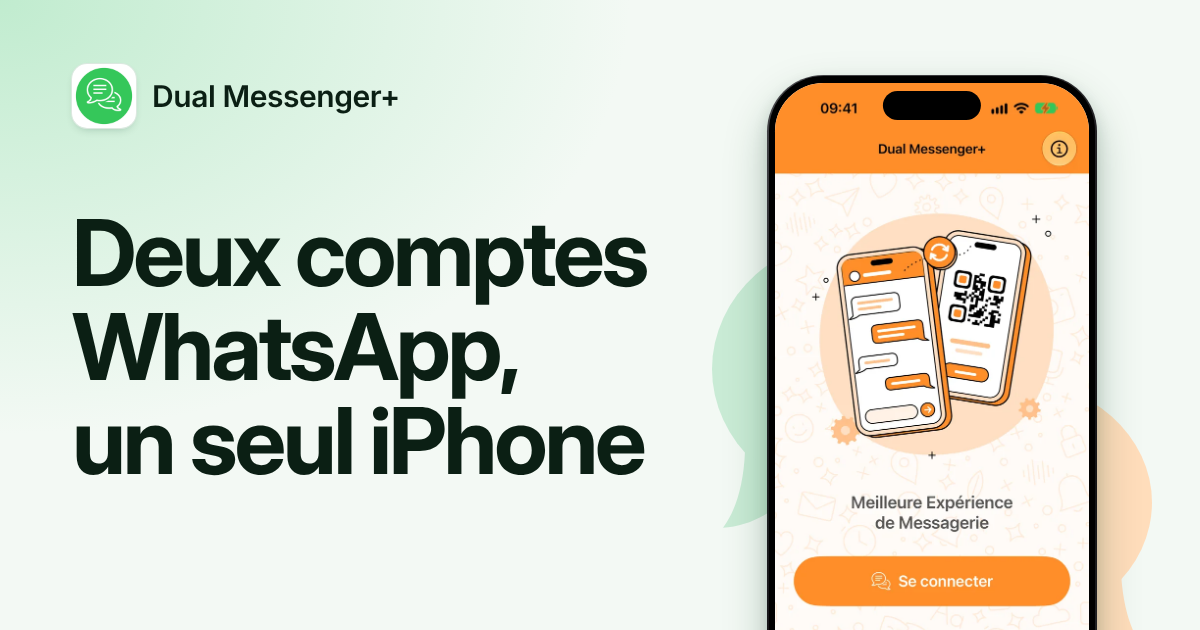 Dual Messenger+
Deux comptes
WhatsApp,
un seul iPhone
09:41
Dual Messenger+
Meilleure Expérience
de Messagerie
Se connecter